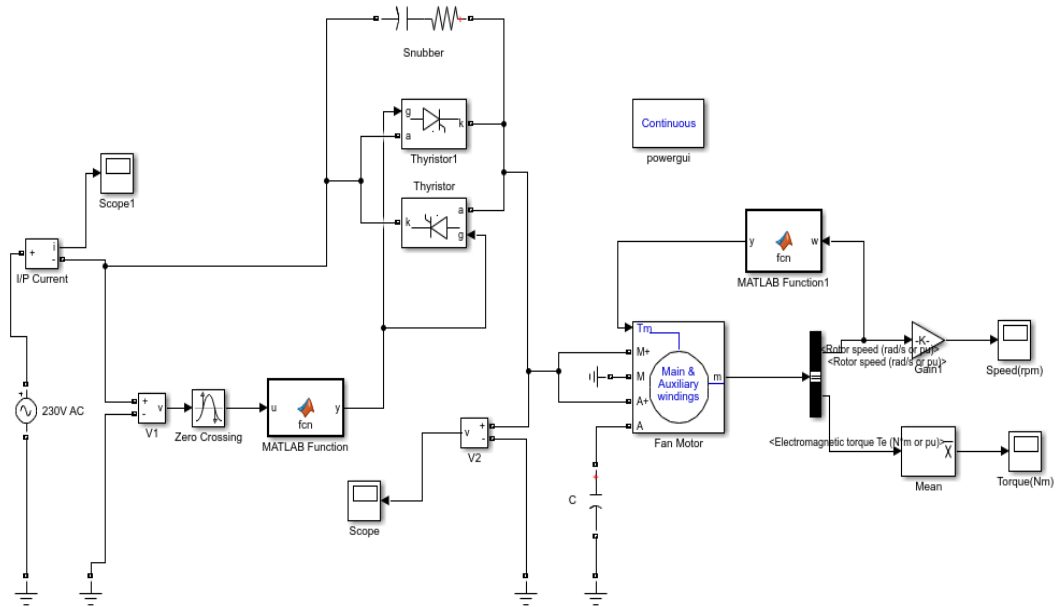 Snubber
g
k
a
Thyristor1
Continuous
powergui
Thyristor
k
a
g
Scope1
+
i
-
I/P Current
y
w
fcn
MATLAB Function1
Tm
M+
M
A+
A
Main &
Auxiliary
windings
m
Fan Motor
<Rotor speed (rad/s or pu)>
<Rotor speed (rad/s or pu)>
-K-
Gain1
Speed(rpm)
+
230V AC
+
-
v
V1
Zero Crossing
u
fcn
y
MATLAB Function
v
+
-
V2
Scope
C
<Electromagnetic torque Te (N*m or pu)>
X
Mean
Torque(Nm)